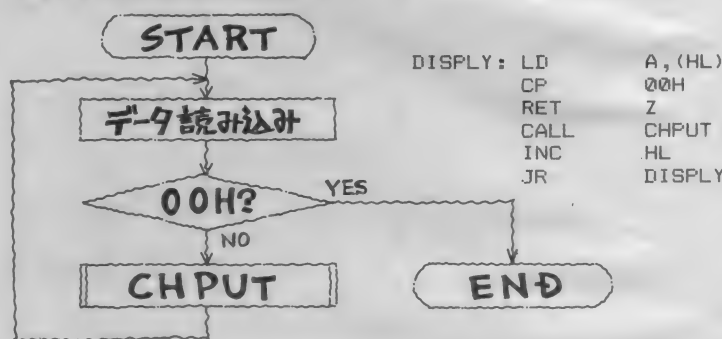 START
データ読み込み
00H?
YES
NO
CHPUT
END
DISPLY: LD A,(HL)
CP 00H
RET Z
CALL CHPUT
INC HL
JR DISPLY